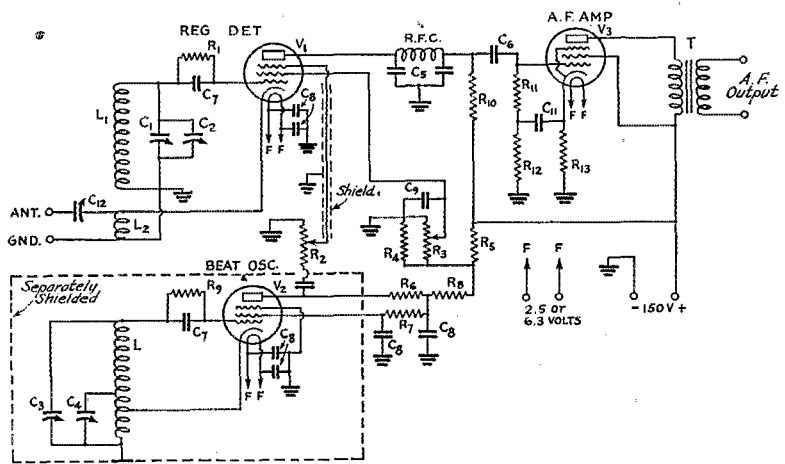 REG DET
V1
R.F.C.
A.F. AMP
V3
T
A.F.
Output
R1
C7
C5
C6
R10
R11
C11
R12
R13
F F
L1
C1
C2
C8
F F
ANT.
C12
GND.
L2
Shield.
C9
R4
R3
R5
R2
BEAT OSC.
V2
Separately
Shielded
R9
C7
C8
F F
L
C3
C4
R6
R8
R7
C8
C8
F F
2.5 or
6.3 VOLTS
- 150 V +